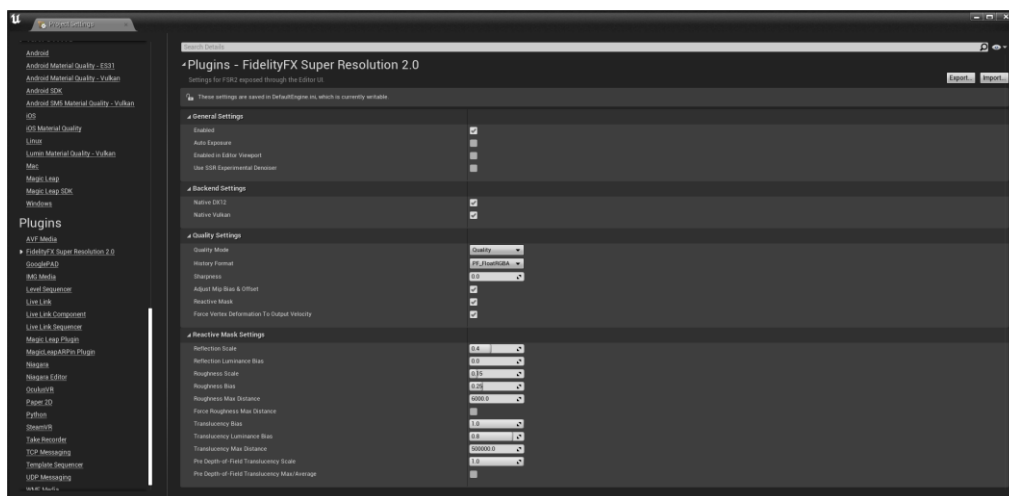 Project Settings
Search Details
Android
Android Material Quality - ES31
Android Material Quality - Vulkan
Android SDK
Android SM5 Material Quality - Vulkan
iOS
iOS Material Quality
Linux
Lumin Material Quality - Vulkan
Mac
Magic Leap
Magic Leap SDK
Windows
Plugins
AVF Media
FidelityFX Super Resolution 2.0
GooglePAD
IMG Media
Level Sequencer
Live Link
Live Link Component
Live Link Sequencer
Magic Leap Plugin
MagicLeapARPin Plugin
Niagara
Niagara Editor
OculusVR
Paper 2D
Python
SteamVR
Take Recorder
TCP Messaging
Template Sequencer
UDP Messaging
WMF Media
Plugins - FidelityFX Super Resolution 2.0
Settings for FSR2 exposed through the Editor UI.
Export... Import...
These settings are saved in DefaultEngine.ini, which is currently writable.
General Settings
Enabled
Auto Exposure
Enabled in Editor Viewport
Use SSR Experimental Denoiser
Backend Settings
Native DX12
Native Vulkan
Quality Settings
Quality Mode Quality
History Format PF_FloatRGBA
Sharpness 0.0
Adjust Mip Bias & Offset
Reactive Mask
Force Vertex Deformation To Output Velocity
Reactive Mask Settings
Reflection Scale 0.4
Reflection Luminance Bias 0.0
Roughness Scale 0.15
Roughness Bias 0.25
Roughness Max Distance 6000.0
Force Roughness Max Distance
Translucency Bias 1.0
Translucency Luminance Bias 0.8
Translucency Max Distance 500000.0
Pre Depth-of-Field Translucency Scale 1.0
Pre Depth-of-Field Translucency Max/Average